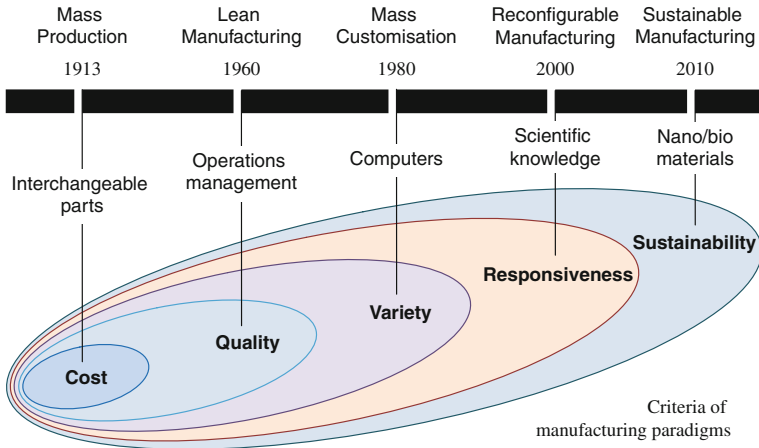 Mass
Production
1913
Lean
Manufacturing
1960
Mass
Customisation
1980
Reconfigurable
Manufacturing
2000
Sustainable
Manufacturing
2010
Interchangeable
parts
Operations
management
Computers
Scientific
knowledge
Nano/bio
materials
Cost
Quality
Variety
Responsiveness
Sustainability
Criteria of
manufacturing paradigms